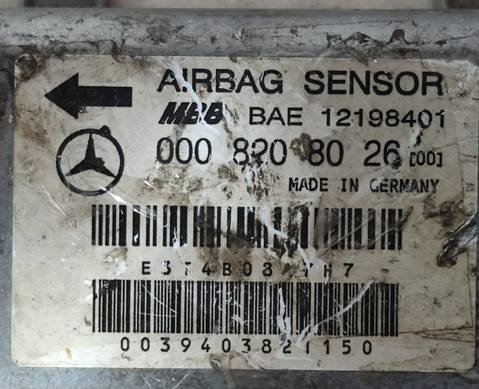 AIRBAG SENSOR
MBB BAE 12198401
000 820 80 26 [00]
MADE IN GERMANY
0039403821150